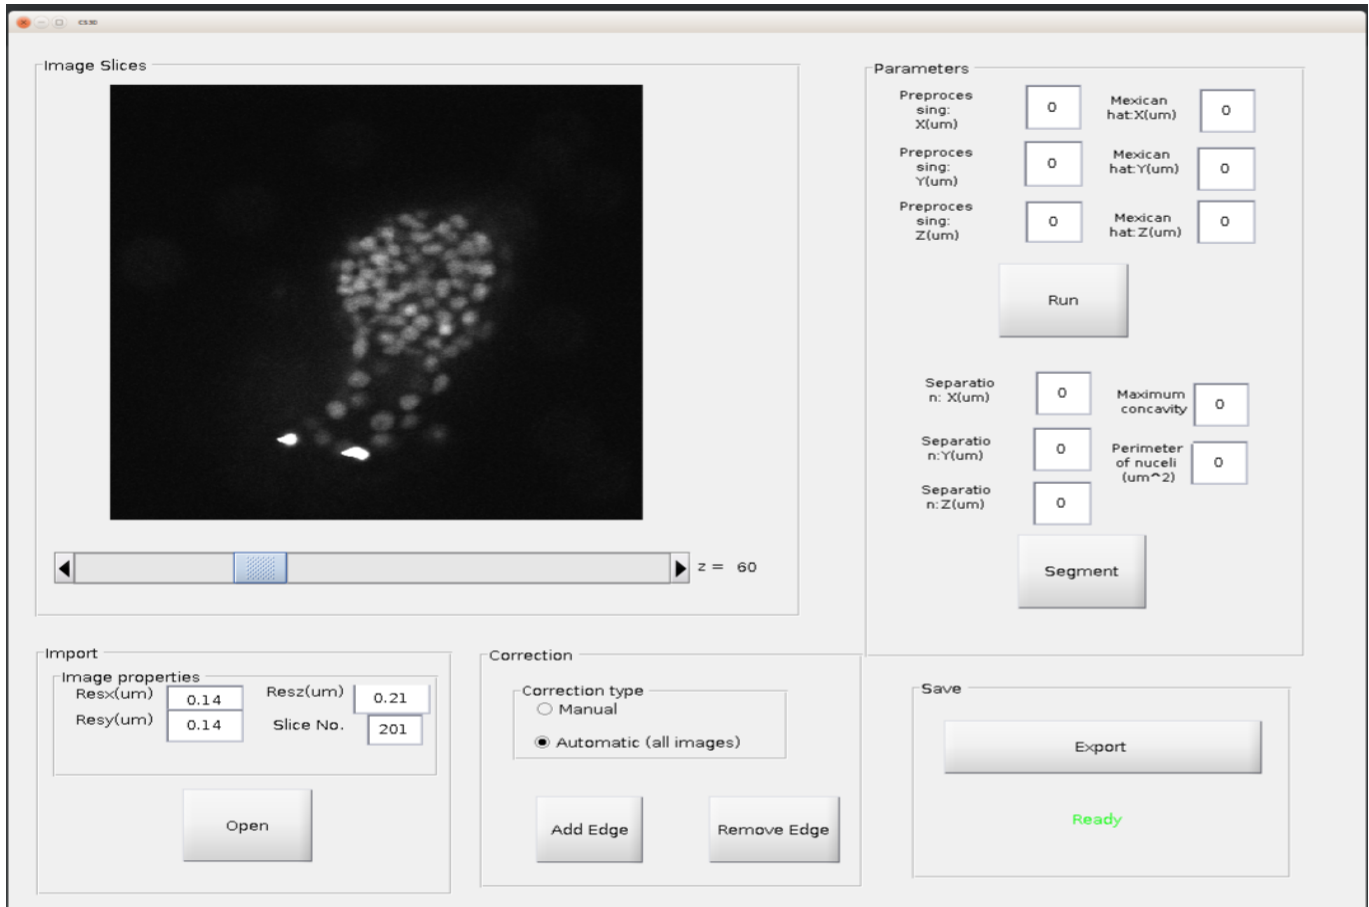 CS3D
Image Slices
z = 60
Parameters
Preproces
sing:
X(um)
0
Mexican
hat:X(um)
0
Preproces
sing:
Y(um)
0
Mexican
hat:Y(um)
0
Preproces
sing:
Z(um)
0
Mexican
hat:Z(um)
0
Run
Separatio
n: X(um)
0
Maximum
concavity
0
Separatio
n:Y(um)
0
Perimeter
of nuceli
(um^2)
0
Separatio
n:Z(um)
0
Segment
Import
Image properties
Resx(um)
0.14
Resz(um)
0.21
Resy(um)
0.14
Slice No.
201
Open
Correction
Correction type
Manual
Automatic (all images)
Add Edge
Remove Edge
Save
Export
Ready